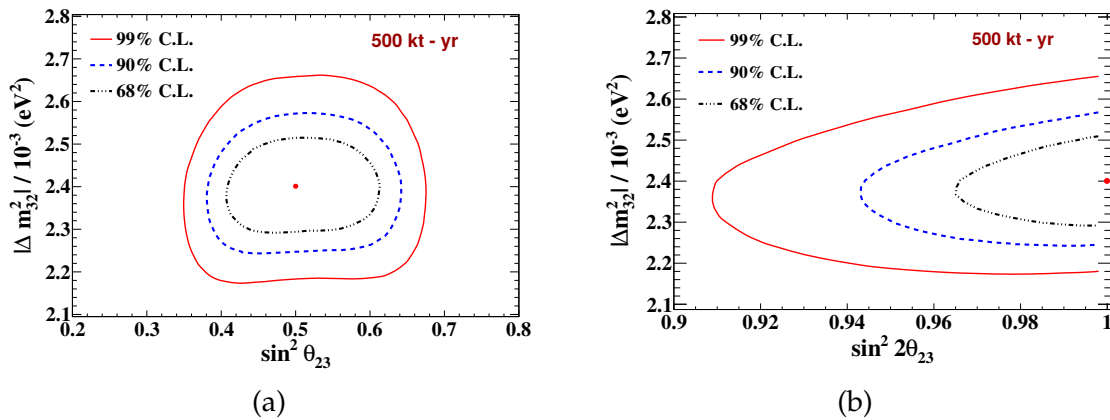 2.8
2.7
2.6
2.5
2.4
2.3
2.2
2.1
|Δ m²₃₂| / 10⁻³ (eV²)
99% C.L.
90% C.L.
68% C.L.
500 kt - yr
0.2 0.3 0.4 0.5 0.6 0.7 0.8
sin² θ₂₃
(a)
2.8
2.7
2.6
2.5
2.4
2.3
2.2
2.1
|Δm²₃₂| / 10⁻³ (eV²)
99% C.L.
90% C.L.
68% C.L.
500 kt - yr
0.9 0.92 0.94 0.96 0.98 1
sin² 2θ₂₃
(b)